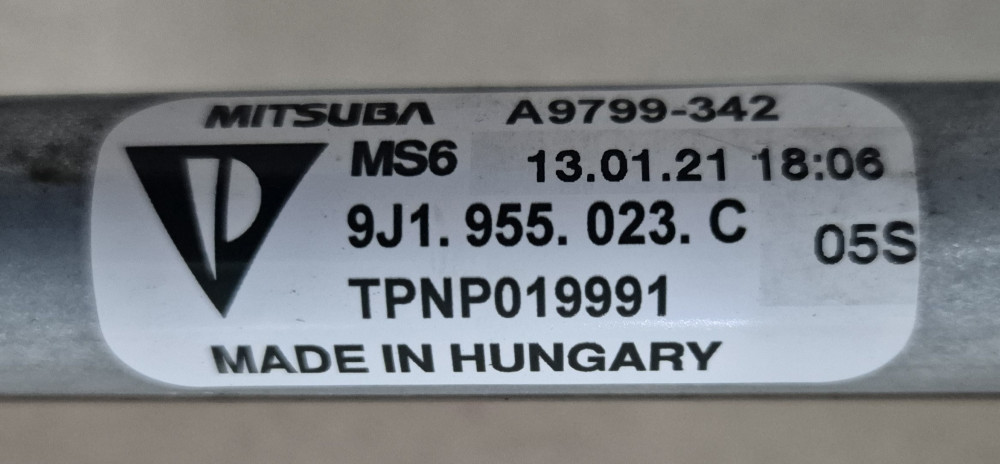 MITSUBA A9799-342
MS6 13.01.21 18:06
9J1. 955. 023. C 05S
TPNP019991
MADE IN HUNGARY